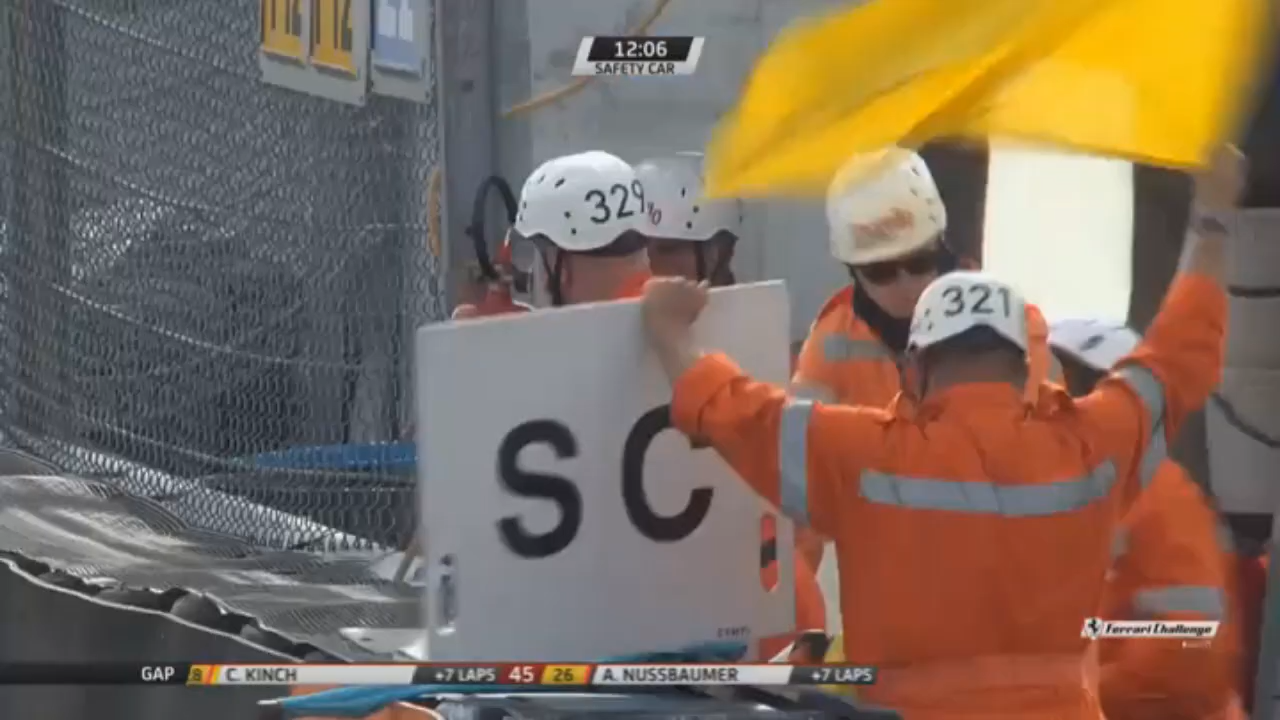 12:06
SAFETY CAR
329
321
SC
Ferrari Challenge
GAP 8 C. KINCH +7 LAPS 45 26 A. NUSSBAUMER +7 LAPS